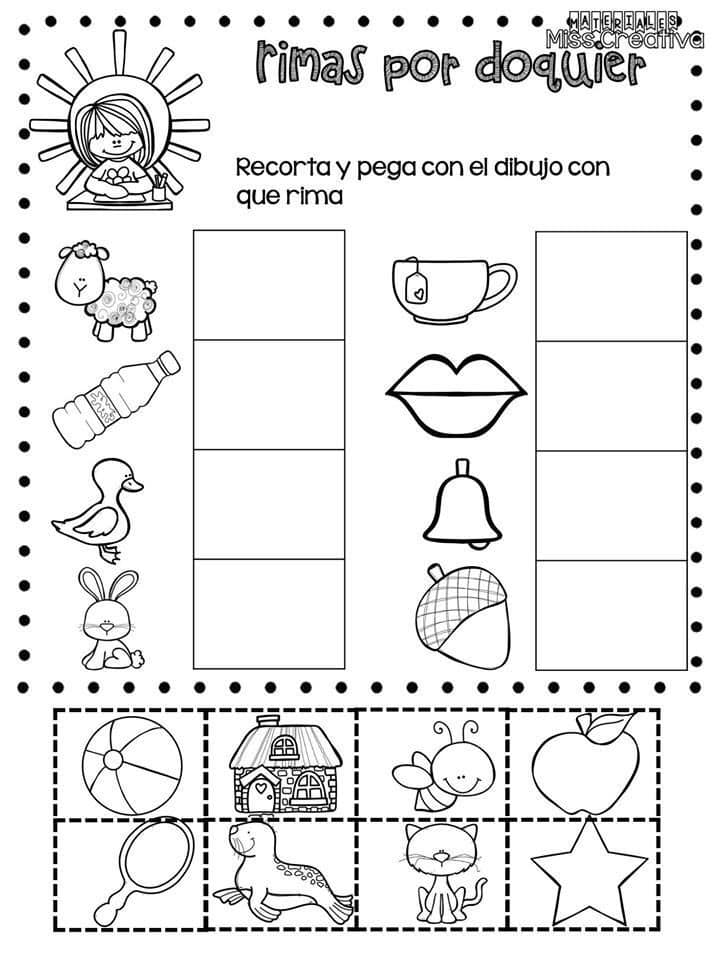 MATERIALES
Miss Creativa
rimas por doquier
Recorta y pega con el dibujo con
que rima